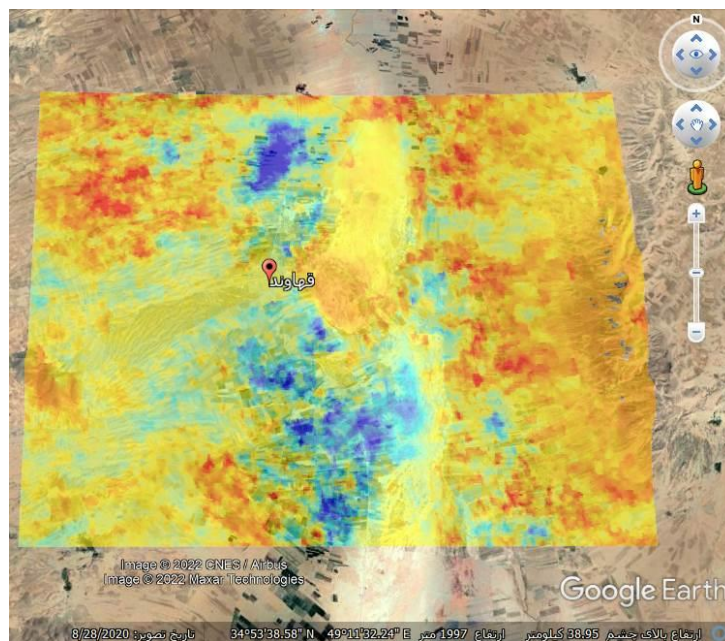 N
قهاوند
Image © 2022 CNES / Airbus
Image © 2022 Maxar Technologies
Google Earth
تاریخ تصویر: 8/28/2020 34°53'38.58" N 49°11'32.24" E ارتفاع 1997 متر ارتفاع بالای چشم 38.95 کیلومتر